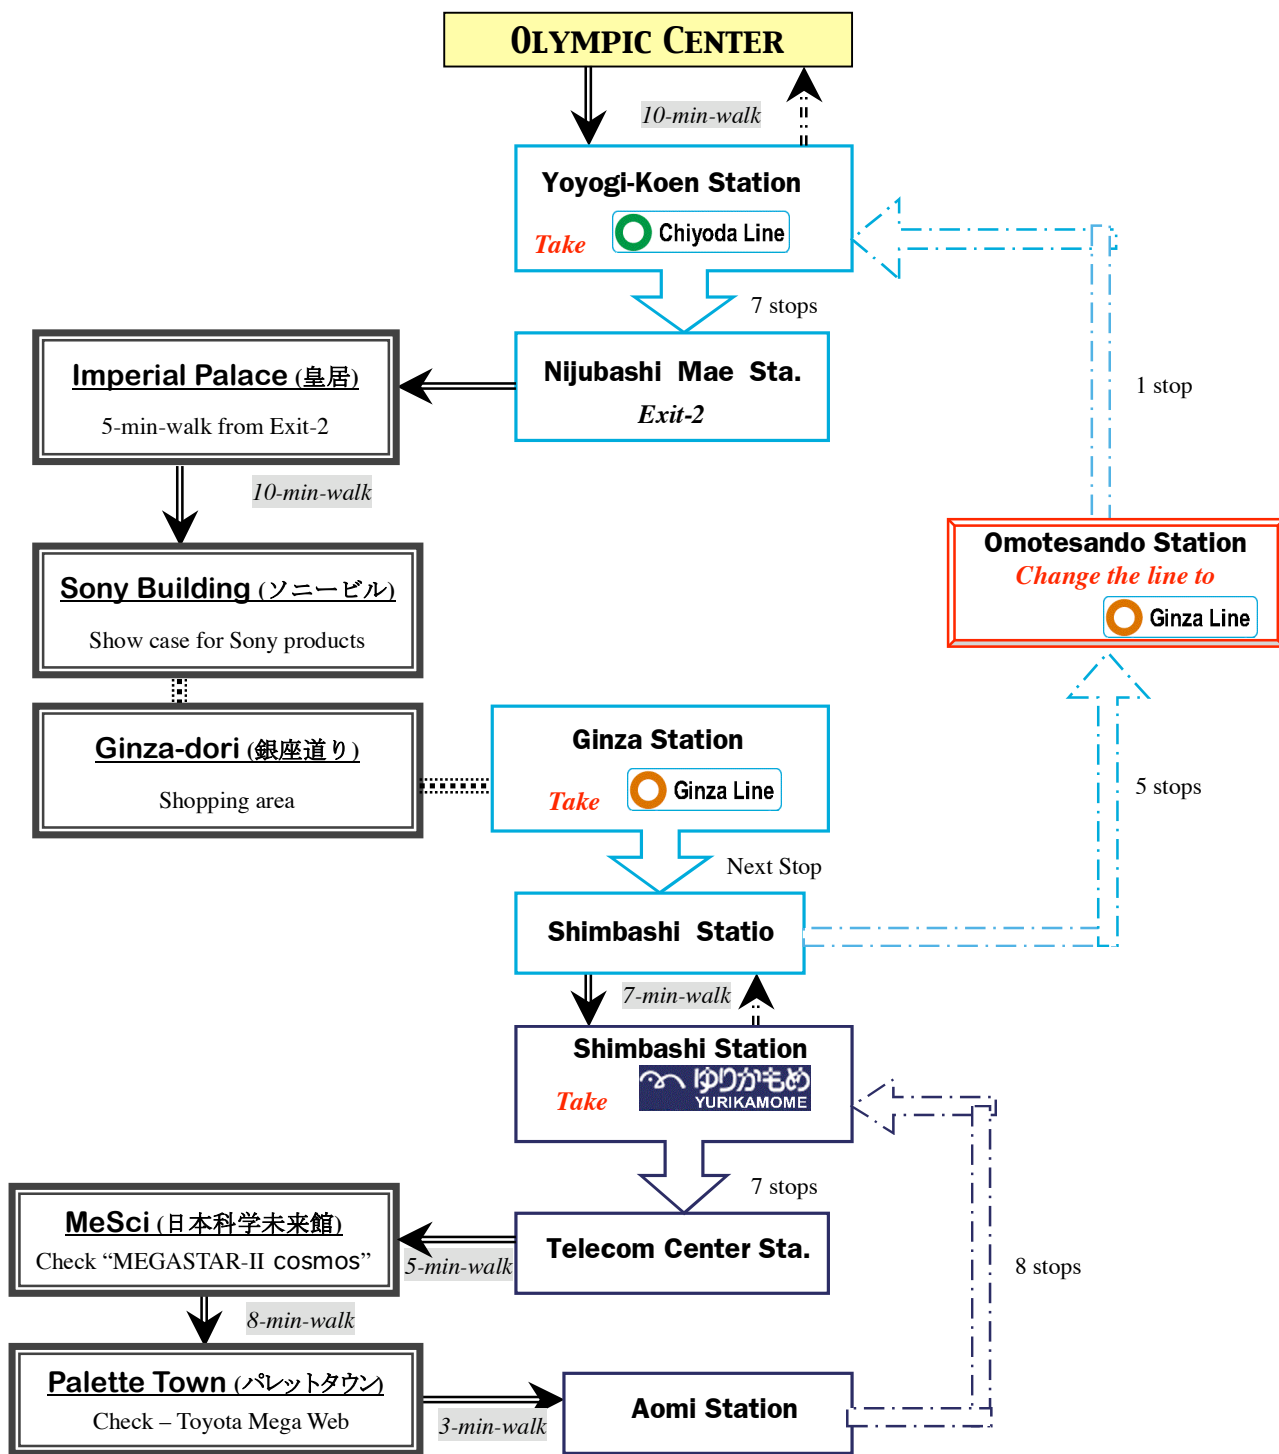 OLYMPIC CENTER
10-min-walk
Yoyogi-Koen Station
Take Chiyoda Line
7 stops
Imperial Palace (皇居)
5-min-walk from Exit-2
Nijubashi Mae Sta.
Exit-2
1 stop
10-min-walk
Omotesando Station
Change the line to
Ginza Line
Sony Building (ソニービル)
Show case for Sony products
Ginza-dori (銀座道り)
Shopping area
Ginza Station
Take Ginza Line
5 stops
Next Stop
Shimbashi Statio
7-min-walk
Shimbashi Station
Take ゆりかもめ
YURIKAMOME
7 stops
MeSci (日本科学未来館)
Check “MEGASTAR-II cosmos”
5-min-walk
Telecom Center Sta.
8 stops
8-min-walk
Palette Town (パレットタウン)
Check – Toyota Mega Web
3-min-walk
Aomi Station